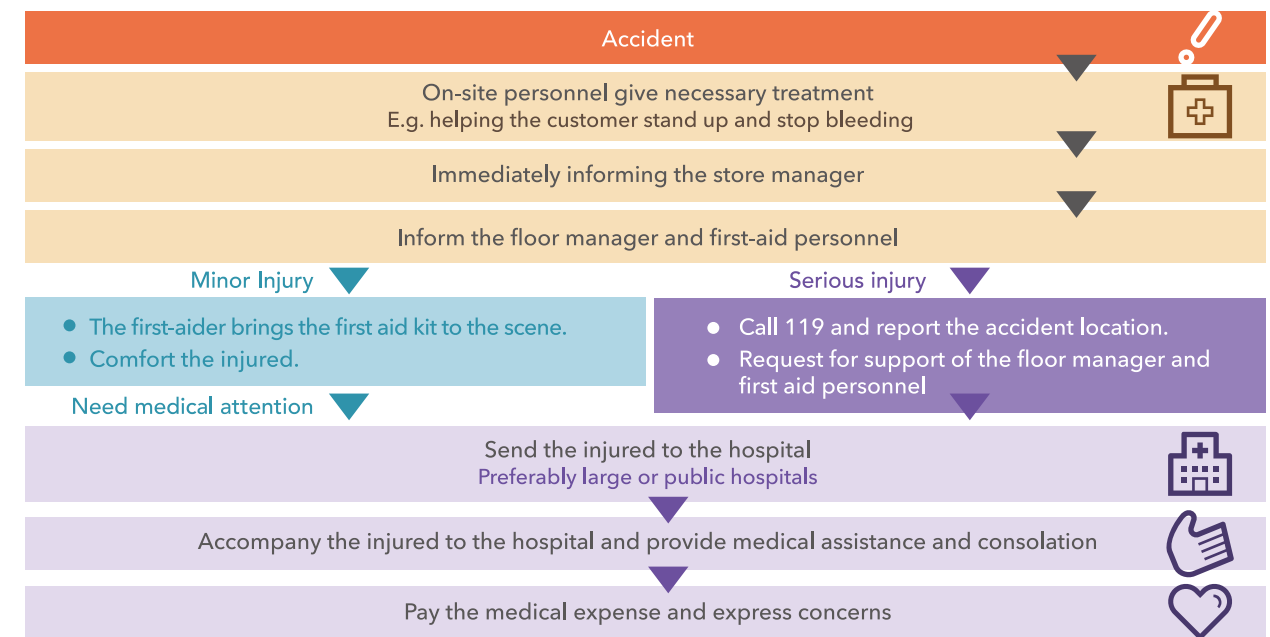 Accident
On-site personnel give necessary treatment
E.g. helping the customer stand up and stop bleeding
Immediately informing the store manager
Inform the floor manager and first-aid personnel
Minor Injury
Serious injury
● The first-aider brings the first aid kit to the scene.
● Comfort the injured.
● Call 119 and report the accident location.
● Request for support of the floor manager and
first aid personnel
Need medical attention
Send the injured to the hospital
Preferably large or public hospitals
Accompany the injured to the hospital and provide medical assistance and consolation
Pay the medical expense and express concerns